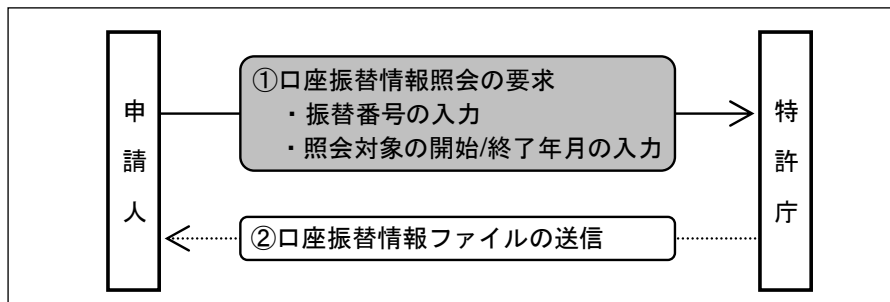 申請人
①口座振替情報照会の要求
・振替番号の入力
・照会対象の開始/終了年月の入力
特許庁
②口座振替情報ファイルの送信